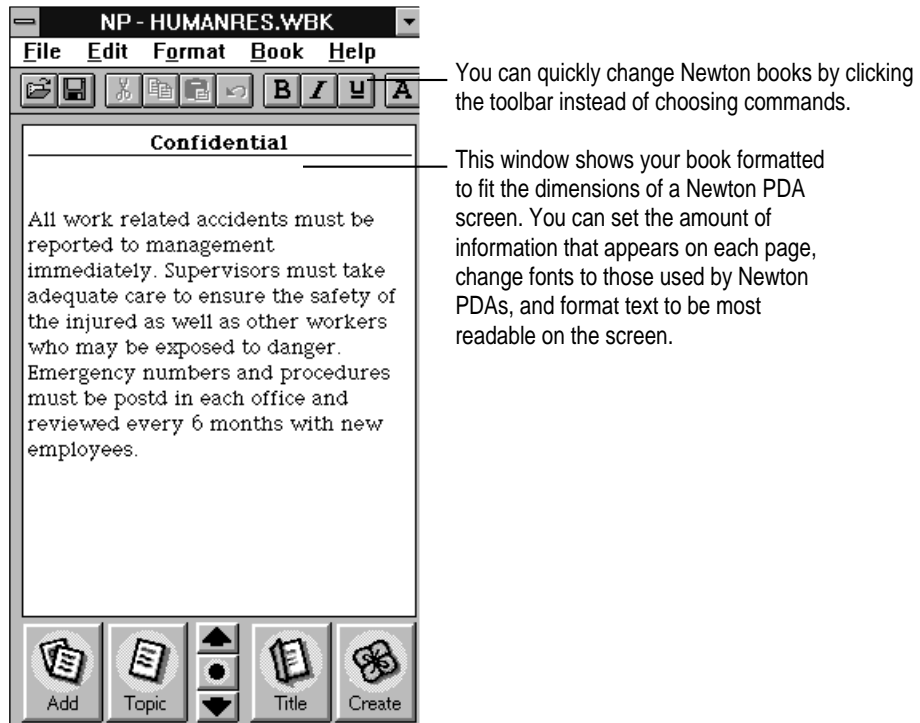 NP - HUMANRES.WBK
File Edit Format Book Help
B I U A
You can quickly change Newton books by clicking
the toolbar instead of choosing commands.
Confidential
This window shows your book formatted
to fit the dimensions of a Newton PDA
screen. You can set the amount of
information that appears on each page,
change fonts to those used by Newton
PDAs, and format text to be most
readable on the screen.
All work related accidents must be
reported to management
immediately. Supervisors must take
adequate care to ensure the safety of
the injured as well as other workers
who may be exposed to danger.
Emergency numbers and procedures
must be postd in each office and
reviewed every 6 months with new
employees.
Add Topic Title Create